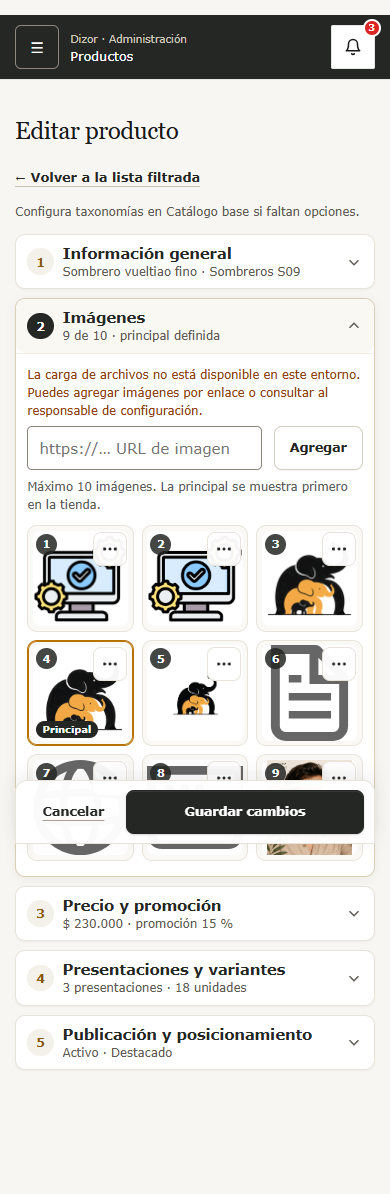 ☰
Dizor · Administración
Productos
3
Editar producto
← Volver a la lista filtrada
Configura taxonomías en Catálogo base si faltan opciones.
1
Información general
Sombrero vueltiao fino · Sombreros S09
2
Imágenes
9 de 10 · principal definida
La carga de archivos no está disponible en este entorno.
Puedes agregar imágenes por enlace o consultar al
responsable de configuración.
https://... URL de imagen
Agregar
Máximo 10 imágenes. La principal se muestra primero
en la tienda.
1 ...
2 ...
3 ...
4 ...
5 ...
6 ...
Principal
7 ...
8 ...
9 ...
Cancelar
Guardar cambios
3
Precio y promoción
$ 230.000 · promoción 15 %
4
Presentaciones y variantes
3 presentaciones · 18 unidades
5
Publicación y posicionamiento
Activo · Destacado